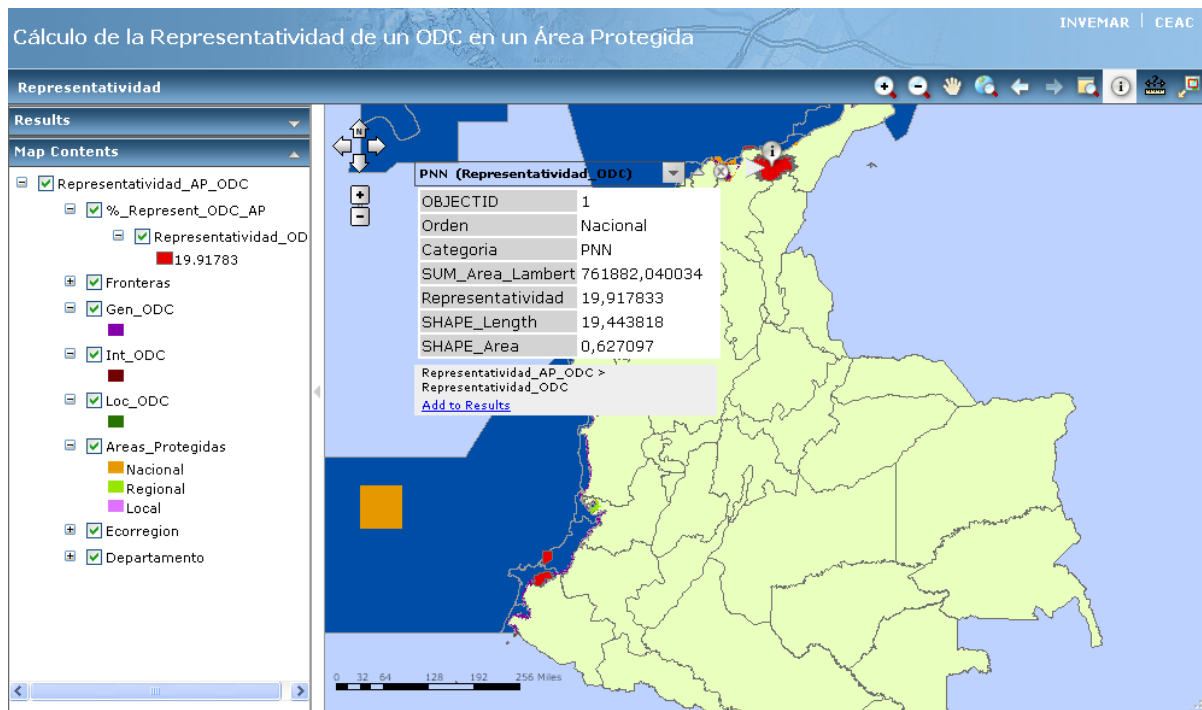 INVEMAR | CEAC
Cálculo de la Representatividad de un ODC en un Área Protegida
Representatividad
Results
Map Contents
Representatividad_AP_ODC
%_Represent_ODC_AP
Representatividad_OD
19.91783
Fronteras
Gen_ODC
Int_ODC
Loc_ODC
Areas_Protegidas
Nacional
Regional
Local
Ecorregion
Departamento
N
PNN (Representatividad_ODC)
OBJECTID 1
Orden Nacional
Categoria PNN
SUM_Area_Lambert 761882,040034
Representatividad 19,917833
SHAPE_Length 19,443818
SHAPE_Area 0,627097
Representatividad_AP_ODC >
Representatividad_ODC
Add to Results
0 32 64 128 192 256 Miles